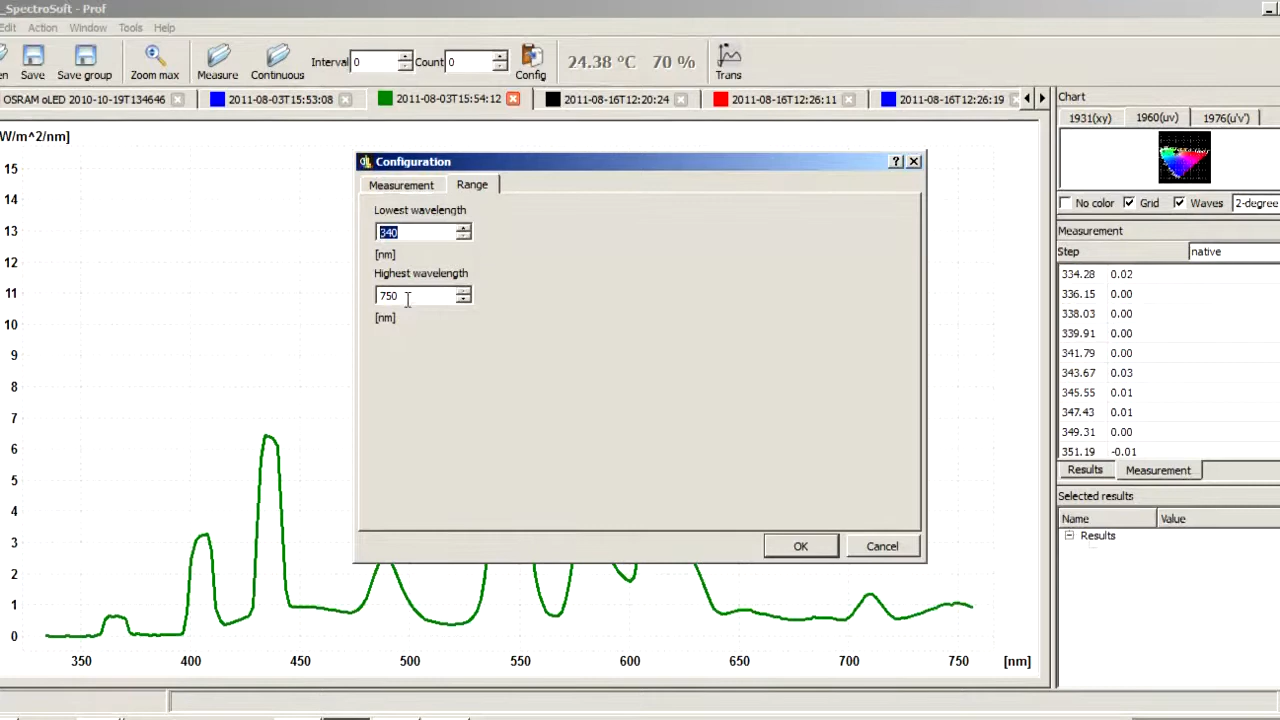 _SpectroSoft - Prof
Edit Action Window Tools Help
Save Save group Zoom max Measure Continuous Interval 0 Count 0 Config 24.38 °C 70 % Trans
OSRAM oLED 2010-10-19T134646 2011-08-03T15:53:08 2011-08-03T15:54:12 2011-08-16T12:20:24 2011-08-16T12:26:11 2011-08-16T12:26:19
Chart
1931(xy) 1960(uv) 1976(u'v')
No color Grid Waves 2-degree
W/m^2/nm]
15
14
13
12
11
10
9
8
7
6
5
4
3
2
1
0
350 400 450 500 550 600 650 700 750 [nm]
Configuration
Measurement Range
Lowest wavelength
340
[nm]
Highest wavelength
750
[nm]
OK Cancel
Measurement
Step native
334.28 0.02
336.15 0.00
338.03 0.00
339.91 0.00
341.79 0.00
343.67 0.03
345.55 0.01
347.43 0.01
349.31 0.00
351.19 -0.01
Results Measurement
Selected results
Name Value
Results